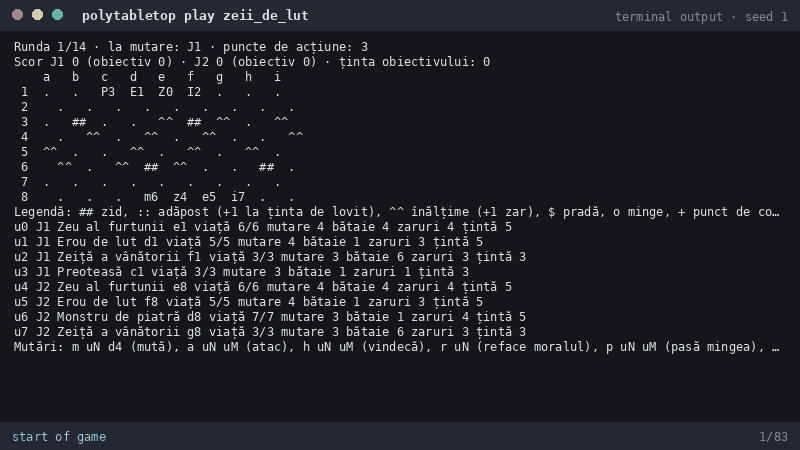 polytabletop play zeii_de_lut
terminal output · seed 1
Runda 1/14 · la mutare: J1 · puncte de acțiune: 3
Scor J1 0 (obiectiv 0) · J2 0 (obiectiv 0) · ținta obiectivului: 0
a b c d e f g h i
1 . . P3 E1 Z0 I2 . . .
2 . . . . . . . . .
3 . ## . . ^^ ## ^^ . ^^
4 . ^^ . ^^ . ^^ . . ^^
5 ^^ . . ^^ . ^^ . ^^ .
6 ^^ . ^^ ## ^^ . . ## .
7 . . . . . . . . .
8 . . . m6 z4 e5 i7 . .
Legendă: ## zid, :: adăpost (+1 la ținta de lovit), ^^ înălțime (+1 zar), $ pradă, o minge, + punct de co…
u0 J1 Zeu al furtunii e1 viață 6/6 mutare 4 bătaie 4 zaruri 4 țintă 5
u1 J1 Erou de lut d1 viață 5/5 mutare 4 bătaie 1 zaruri 3 țintă 5
u2 J1 Zeiță a vânătorii f1 viață 3/3 mutare 3 bătaie 6 zaruri 3 țintă 3
u3 J1 Preoteasă c1 viață 3/3 mutare 3 bătaie 1 zaruri 1 țintă 3
u4 J2 Zeu al furtunii e8 viață 6/6 mutare 4 bătaie 4 zaruri 4 țintă 5
u5 J2 Erou de lut f8 viață 5/5 mutare 4 bătaie 1 zaruri 3 țintă 5
u6 J2 Monstru de piatră d8 viață 7/7 mutare 3 bătaie 1 zaruri 4 țintă 5
u7 J2 Zeiță a vânătorii g8 viață 3/3 mutare 3 bătaie 6 zaruri 3 țintă 3
Mutări: m uN d4 (mută), a uN uM (atac), h uN uM (vindecă), r uN (reface moralul), p uN uM (pasă mingea), …
start of game
1/83